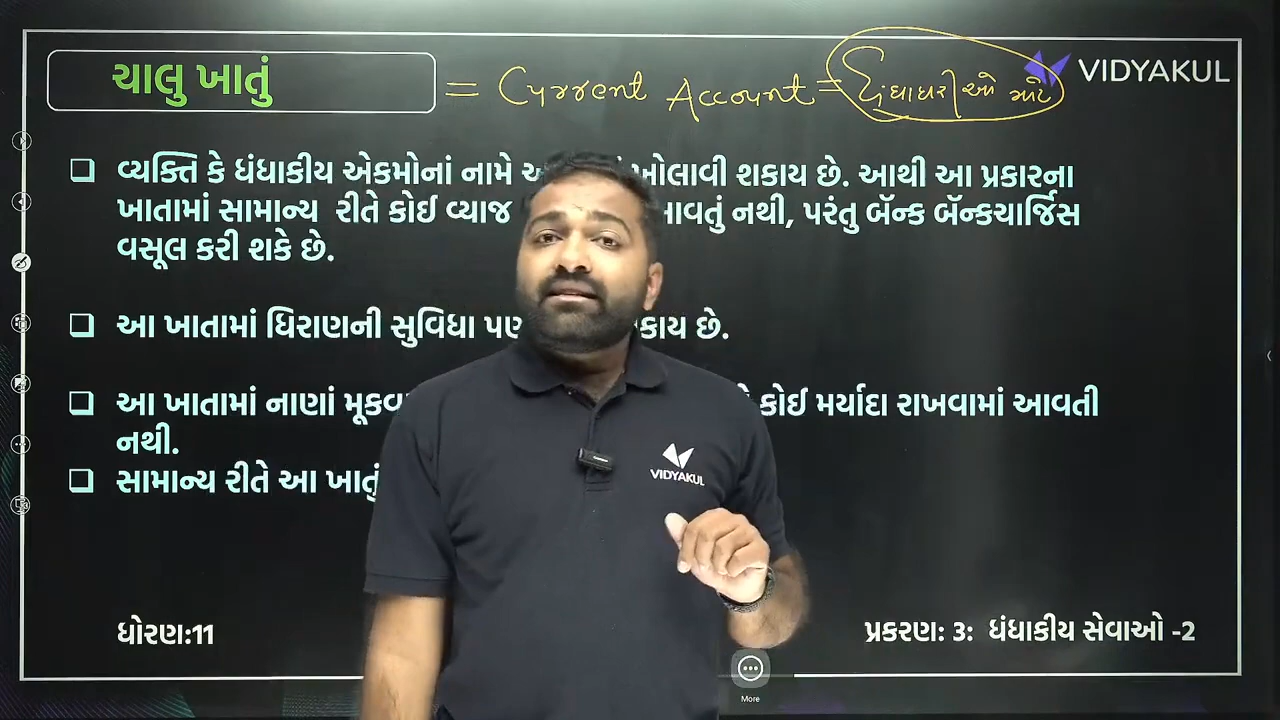 ચાલુ ખાતું = Current Account = ધંધાધારીઓ માટે
VIDYAKUL
વ્યક્તિ કે ધંધાકીય એકમોનાં નામે ખોલાવી શકાય છે. આથી આ પ્રકારના
ખાતામાં સામાન્ય રીતે કોઈ વ્યાજ આવતું નથી, પરંતુ બૅન્ક બૅન્કચાર્જિસ
વસૂલ કરી શકે છે.
આ ખાતામાં ધિરાણની સુવિધા પણ શકાય છે.
આ ખાતામાં નાણાં કોઈ મર્યાદા રાખવામાં આવતી
નથી.
સામાન્ય રીતે આ ખાતું
VIDYAKUL
ધોરણ:11
પ્રકરણ: 3: ધંધાકીય સેવાઓ -2
More